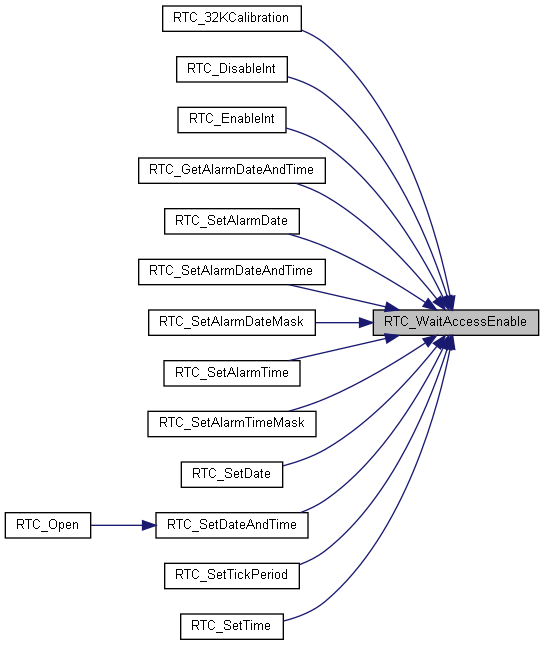 RTC_32KCalibration
RTC_DisableInt
RTC_EnableInt
RTC_GetAlarmDateAndTime
RTC_SetAlarmDate
RTC_SetAlarmDateAndTime
RTC_SetAlarmDateMask
RTC_WaitAccessEnable
RTC_SetAlarmTime
RTC_SetAlarmTimeMask
RTC_SetDate
RTC_Open
RTC_SetDateAndTime
RTC_SetTickPeriod
RTC_SetTime